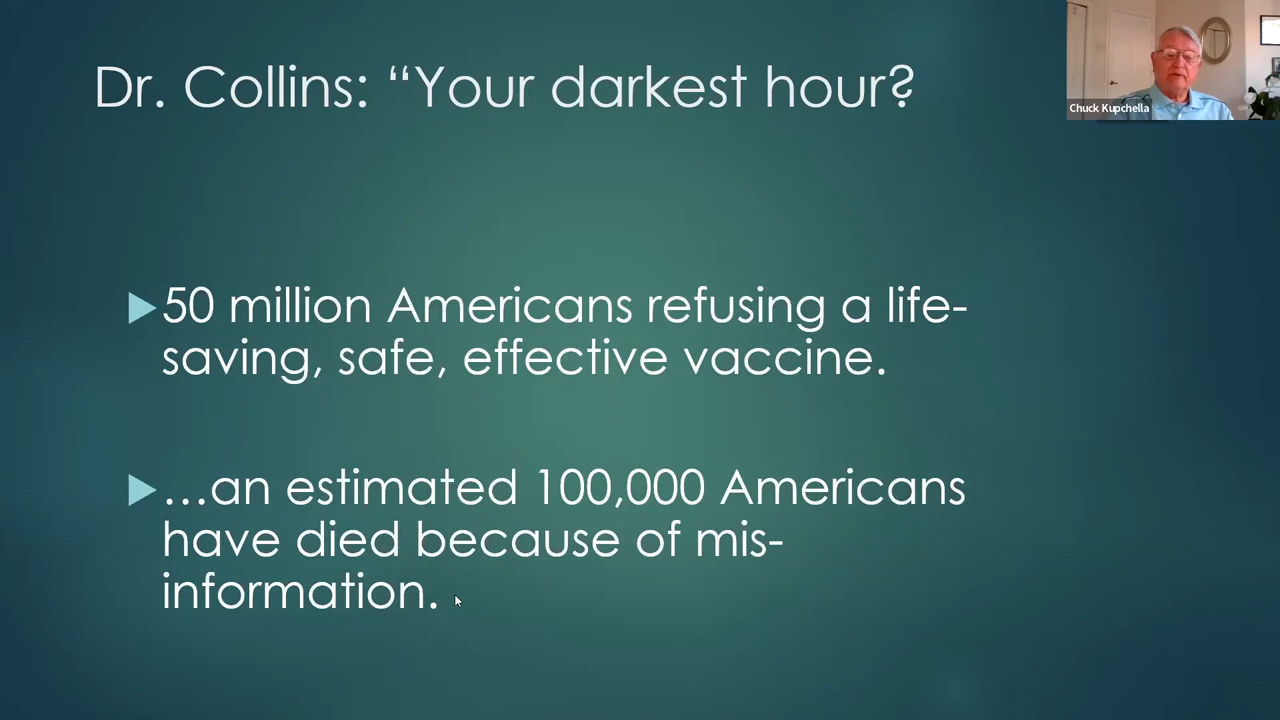 Dr. Collins: “Your darkest hour?
Chuck Kupchella
50 million Americans refusing a life-
saving, safe, effective vaccine.
…an estimated 100,000 Americans
have died because of mis-
information.